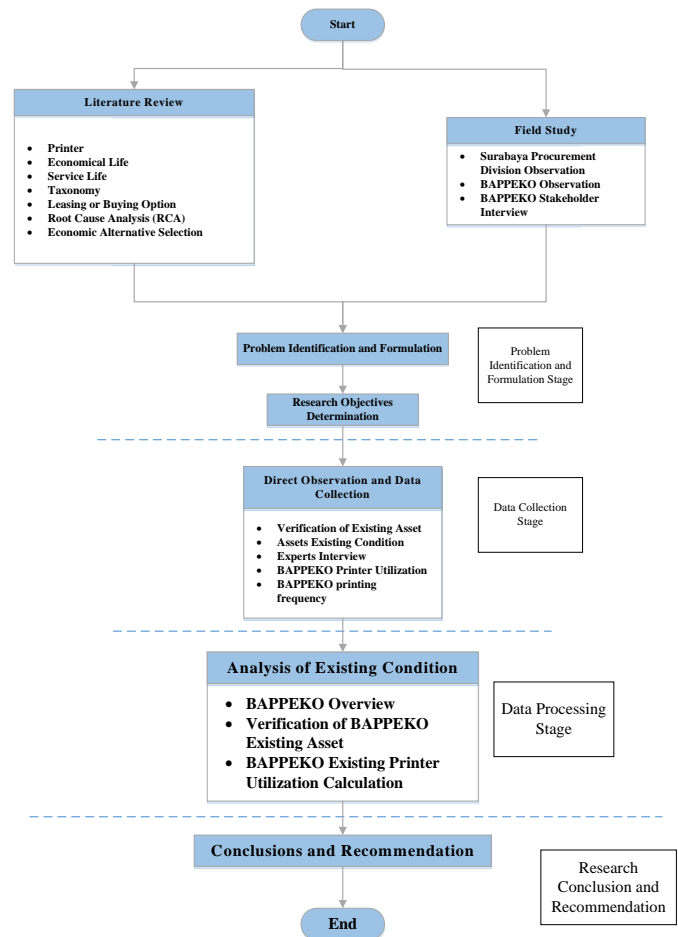 Start
Literature Review
• Printer
• Economical Life
• Service Life
• Taxonomy
• Leasing or Buying Option
• Root Cause Analysis (RCA)
• Economic Alternative Selection
Field Study
• Surabaya Procurement
Division Observation
• BAPPEKO Observation
• BAPPEKO Stakeholder
Interview
Problem Identification and Formulation
Problem
Identification and
Formulation Stage
Research Objectives
Determination
Direct Observation and Data
Collection
• Verification of Existing Asset
• Assets Existing Condition
• Experts Interview
• BAPPEKO Printer Utilization
• BAPPEKO printing
frequency
Data Collection
Stage
Analysis of Existing Condition
• BAPPEKO Overview
• Verification of BAPPEKO
Existing Asset
• BAPPEKO Existing Printer
Utilization Calculation
Data Processing
Stage
Conclusions and Recommendation
Research
Conclusion and
Recommendation
End